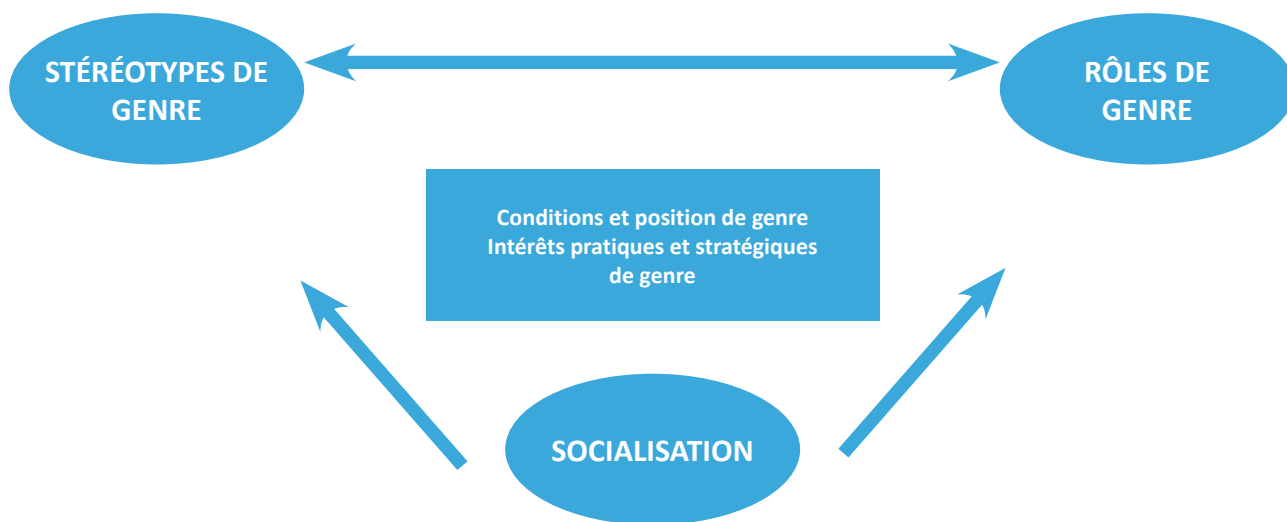 STÉRÉOTYPES DE
GENRE
RÔLES DE
GENRE
Conditions et position de genre
Intérêts pratiques et stratégiques
de genre
SOCIALISATION